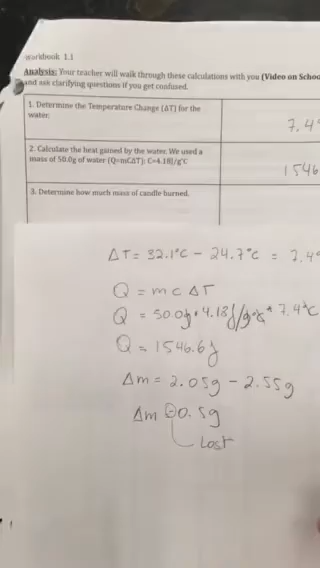 workbook 1.1
Analysis: Your teacher will walk through these calculations with you (Video on Schoo
and ask clarifying questions if you get confused.
1. Determine the Temperature Change (ΔT) for the
water.
7.4°
2. Calculate the heat gained by the water. We used a
mass of 50.0g of water (Q=mCΔT): C=4.18J/g°C
1546
3. Determine how much mass of candle burned.
ΔT = 32.1°C - 24.7°C = 7.4°
Q = m c ΔT
Q = 50.0g * 4.18J/g°C * 7.4°C
Q = 1546.6J
Δm = 2.05g - 2.55g
Δm = -0.5g
Lost